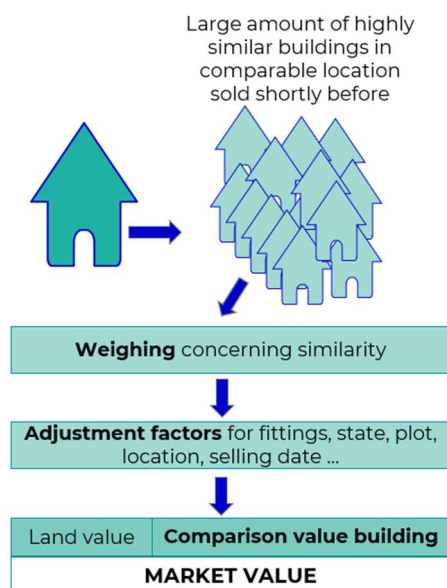 Large amount of highly
similar buildings in
comparable location
sold shortly before
Weighing concerning similarity
Adjustment factors for fittings, state, plot,
location, selling date ...
Land value Comparison value building
MARKET VALUE